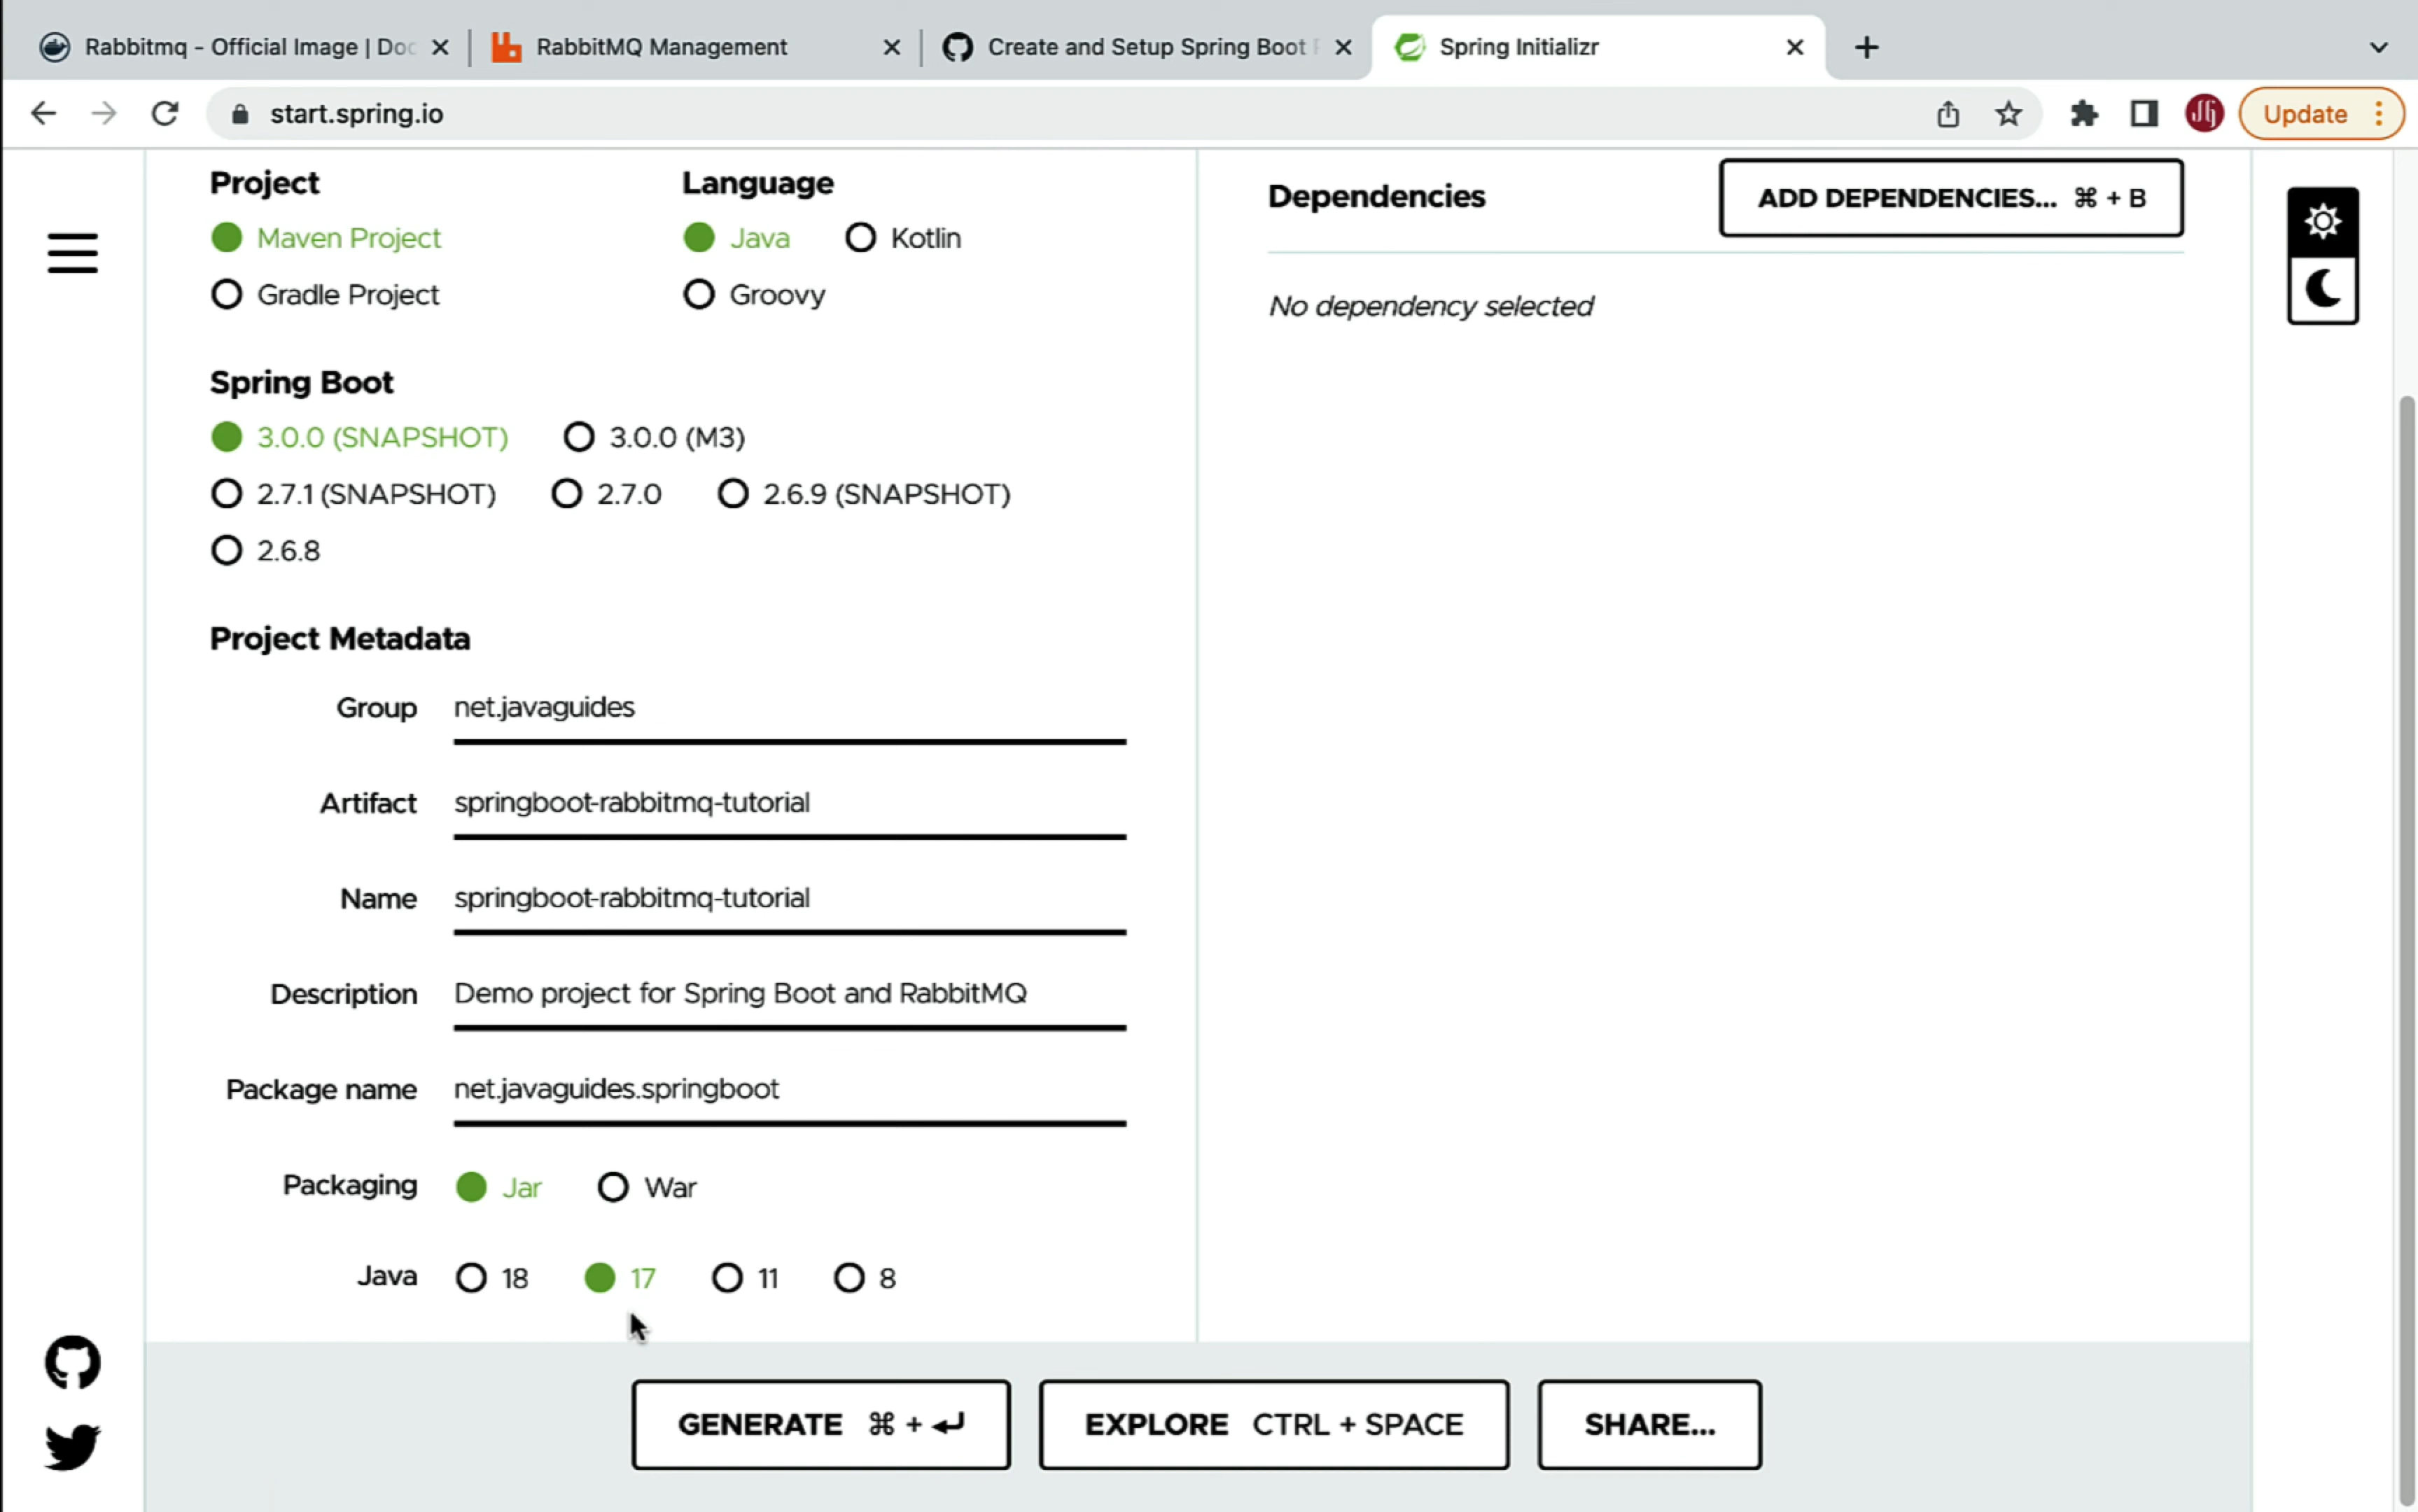 Rabbitmq - Official Image | Doc
RabbitMQ Management
Create and Setup Spring Boot
Spring Initializr
start.spring.io
Update
Project
Maven Project
Gradle Project
Language
Java Kotlin
Groovy
Spring Boot
3.0.0 (SNAPSHOT) 3.0.0 (M3)
2.7.1 (SNAPSHOT) 2.7.0 2.6.9 (SNAPSHOT)
2.6.8
Project Metadata
Group net.javaguides
Artifact springboot-rabbitmq-tutorial
Name springboot-rabbitmq-tutorial
Description Demo project for Spring Boot and RabbitMQ
Package name net.javaguides.springboot
Packaging Jar War
Java 18 17 11 8
Dependencies
ADD DEPENDENCIES... ⌘ + B
No dependency selected
GENERATE ⌘ + ↵
EXPLORE CTRL + SPACE
SHARE...